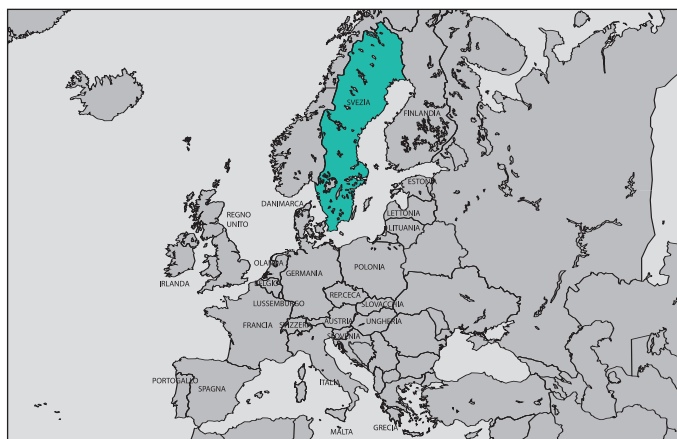 SVEZIA
FINLANDIA
ESTONIA
DANIMARCA
LETTONIA
REGNO
UNITO
LITUANIA
OLANDA
POLONIA
GERMANIA
IRLANDA
BELGIO
REP.CECA
LUSSEMBURGO
SLOVACCHIA
FRANCIA
SVIZZERA
AUSTRIA
UNGHERIA
SLOVENIA
PORTOGALLO
SPAGNA
ITALIA
GRECIA
MALTA